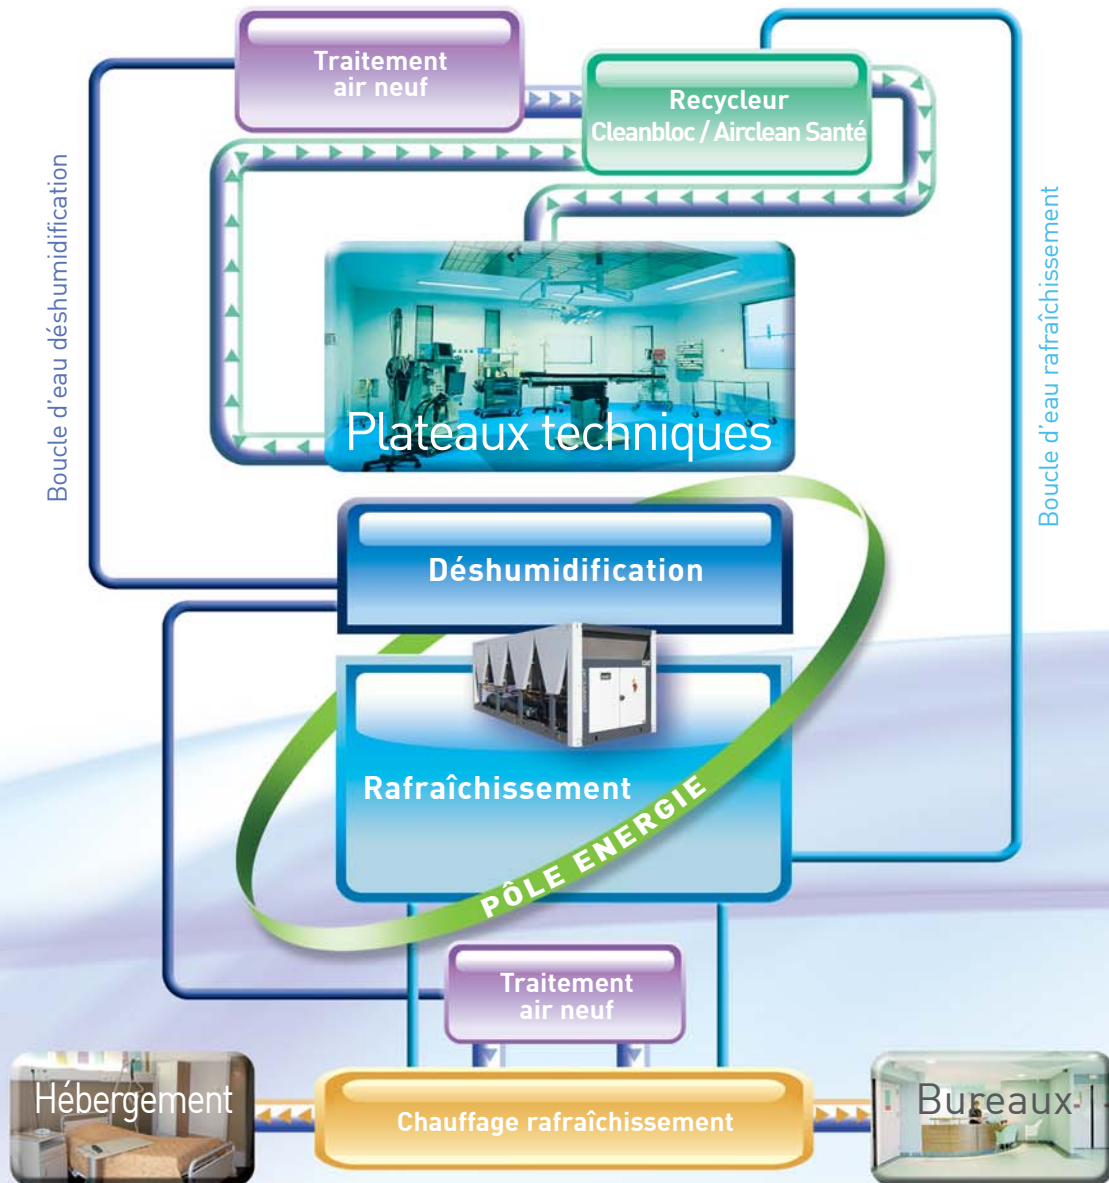 Traitement
air neuf
Recycleur
Cleanbloc / Airclean Santé
Boucle d'eau déshumidification
Boucle d'eau rafraîchissement
Plateaux techniques
Déshumidification
Rafraîchissement
PÔLE ENERGIE
Traitement
air neuf
Hébergement
Chauffage rafraîchissement
Bureaux